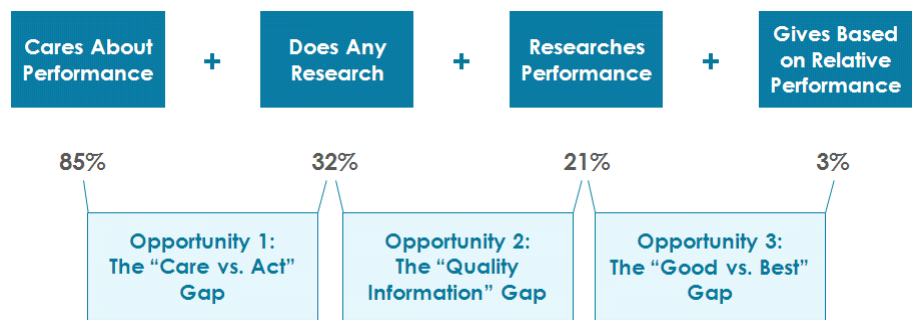 Cares About
Performance
+
Does Any
Research
+
Researches
Performance
+
Gives Based
on Relative
Performance
85%
32%
21%
3%
Opportunity 1:
The “Care vs. Act”
Gap
Opportunity 2:
The “Quality
Information” Gap
Opportunity 3:
The “Good vs. Best”
Gap